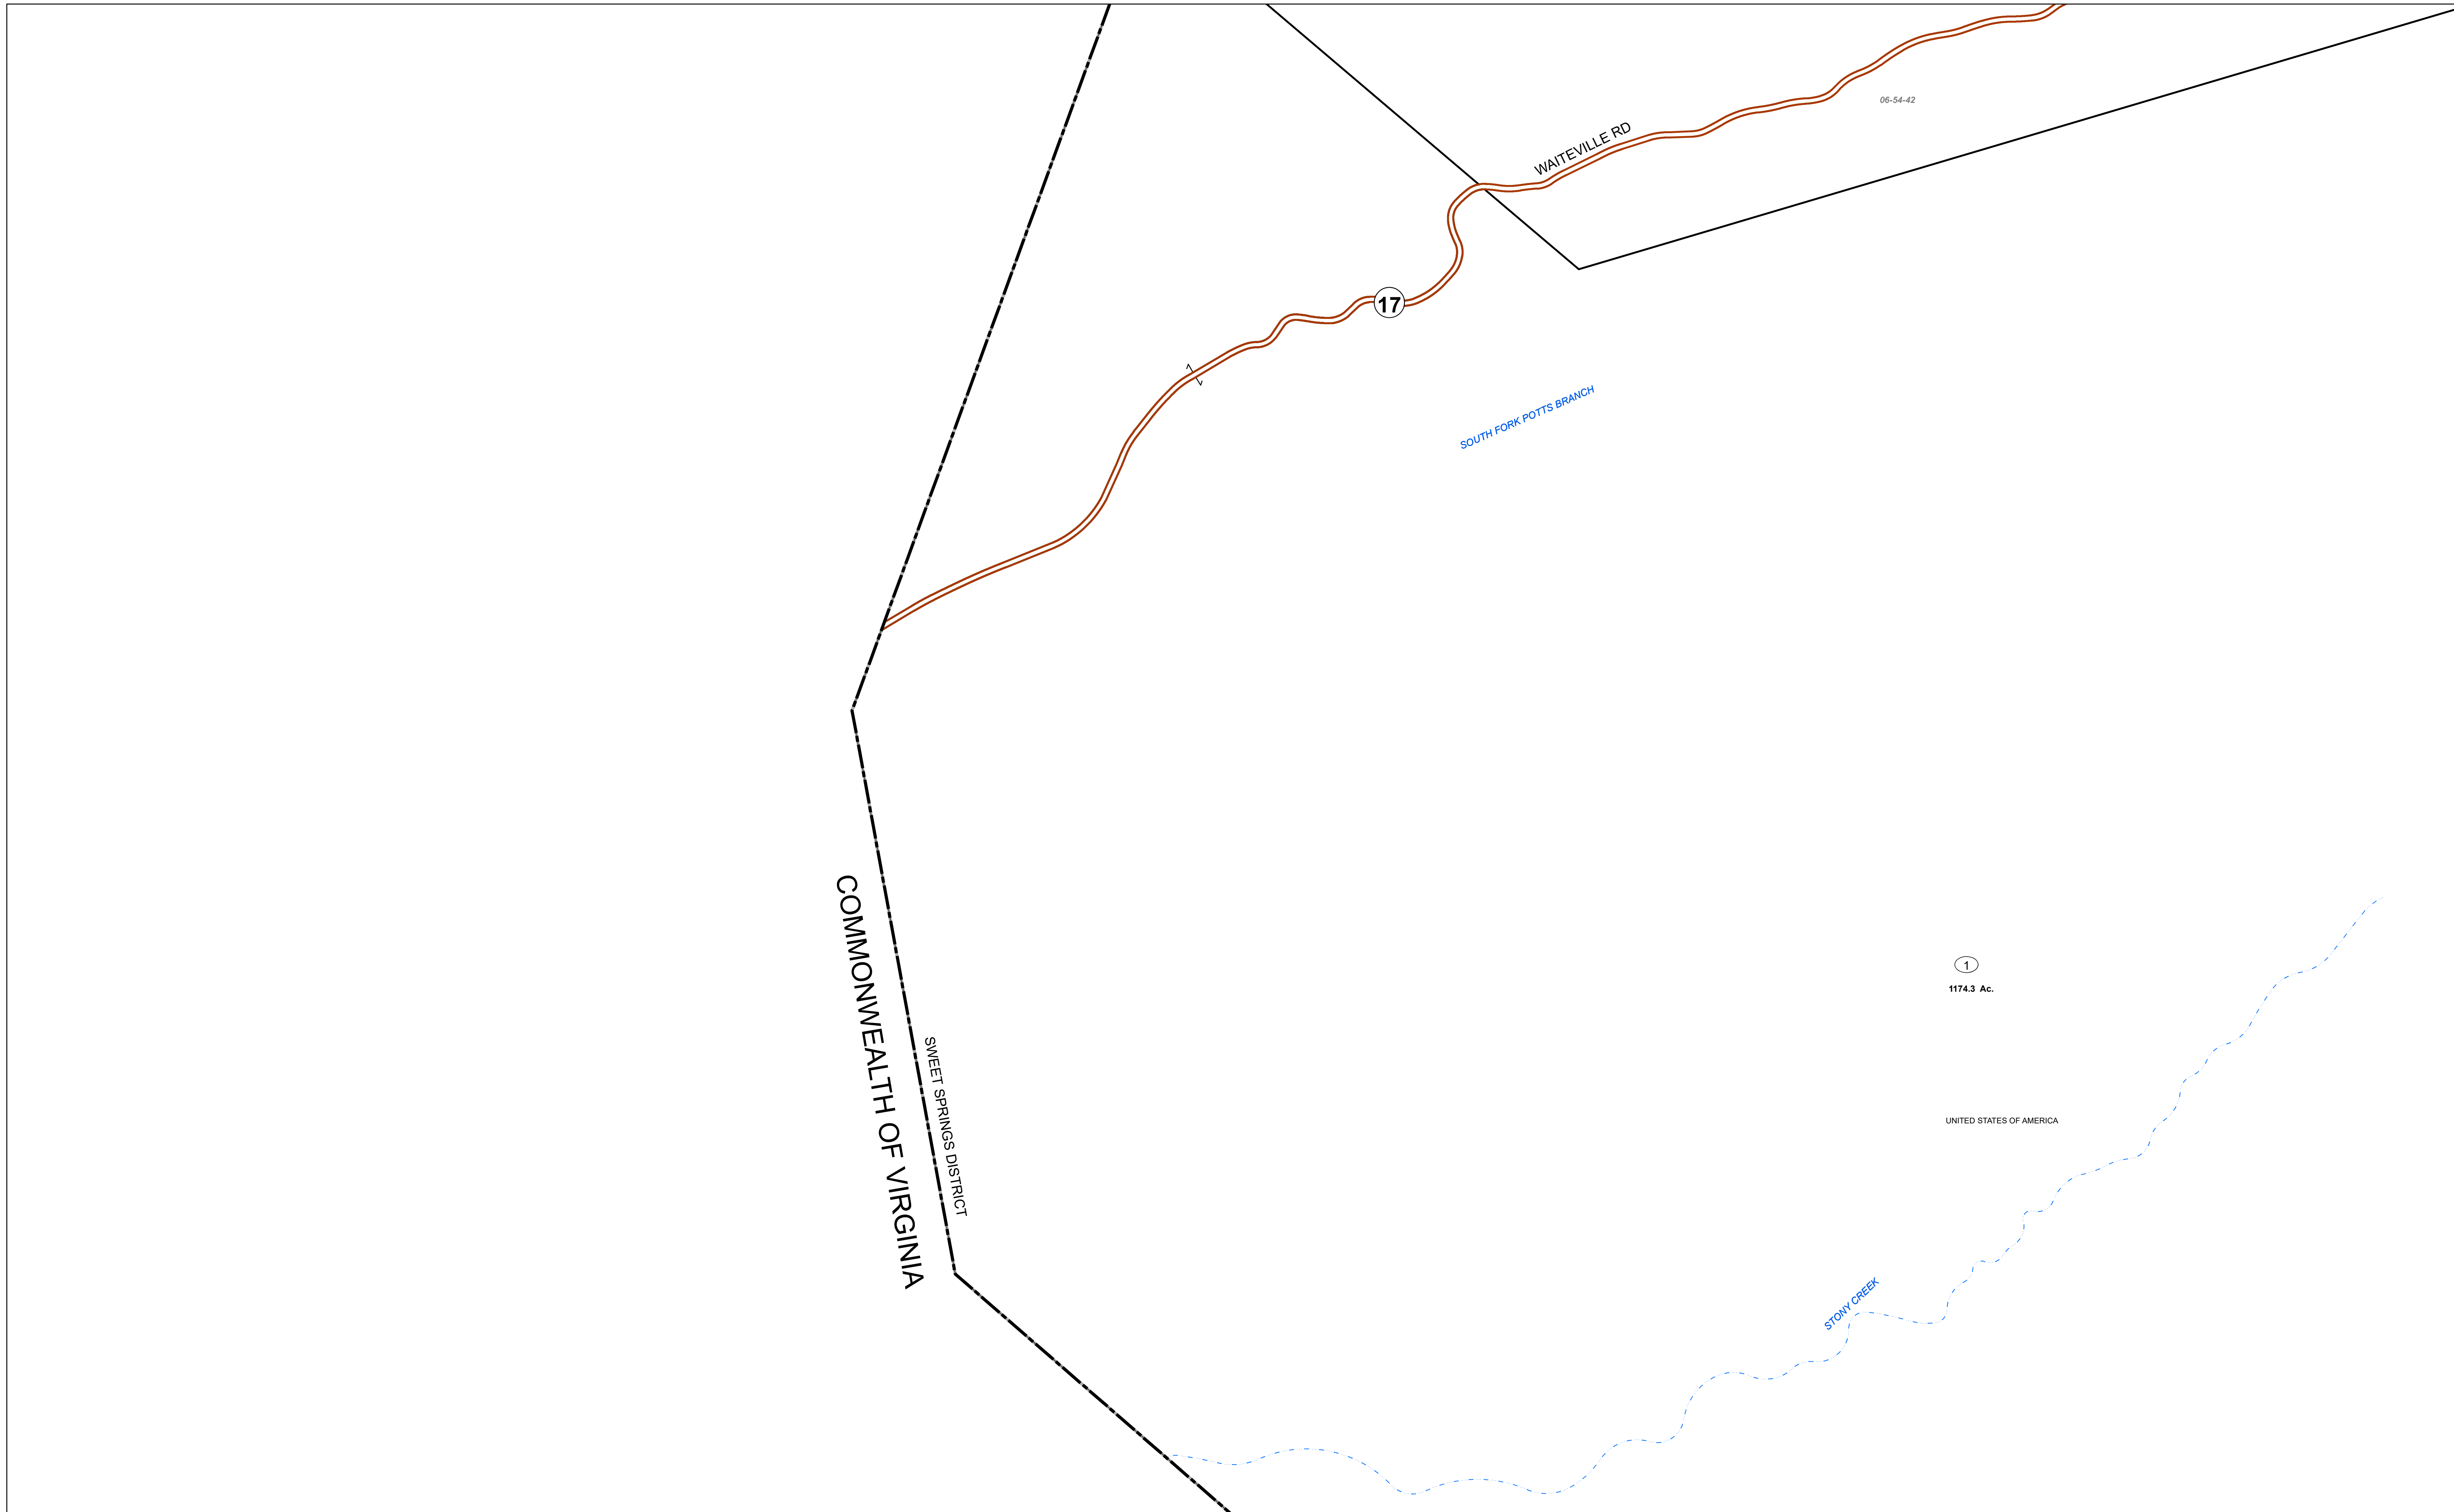 06-54-42
WAITEVILLE RD
17
SOUTH FORK POTTS BRANCH
COMMONWEALTH OF VIRGINIA
SWEET SPRINGS DISTRICT
1
1174.3 Ac.
UNITED STATES OF AMERICA
STONY CREEK